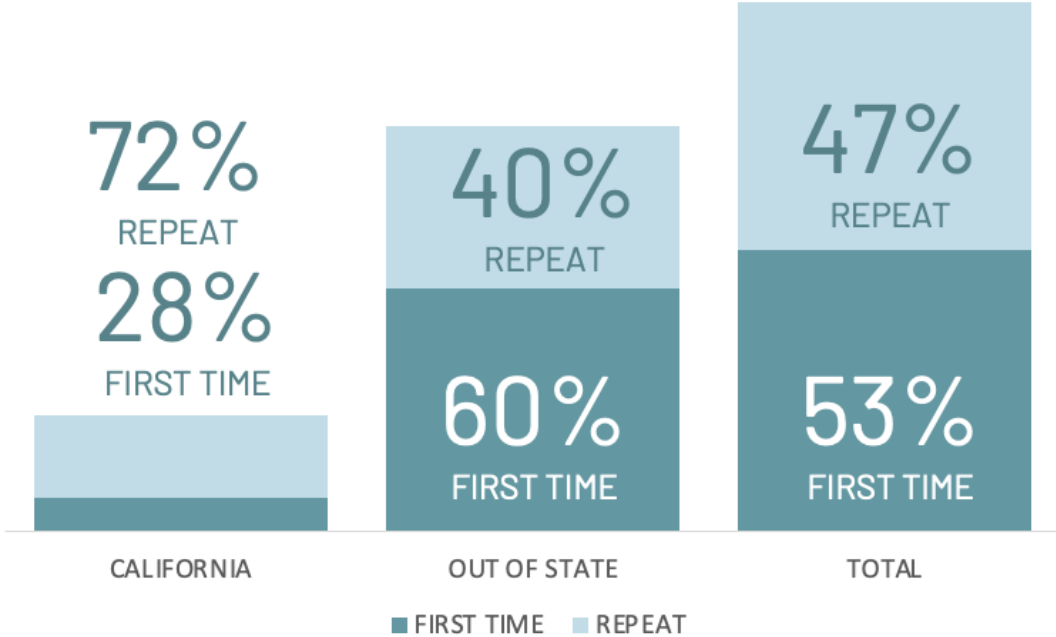 72%
REPEAT
28%
FIRST TIME
40%
REPEAT
60%
FIRST TIME
47%
REPEAT
53%
FIRST TIME
CALIFORNIA
OUT OF STATE
TOTAL
FIRST TIME
REPEAT